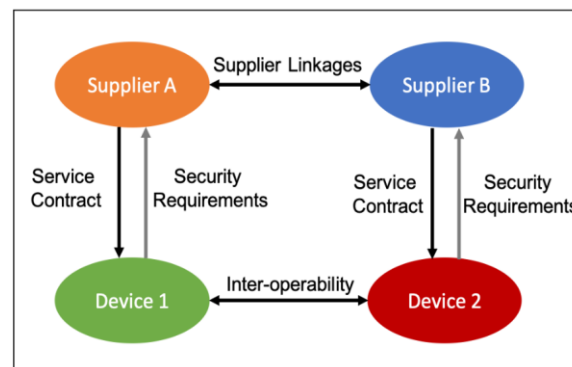 Supplier Linkages
Supplier A
Supplier B
Service
Contract
Security
Requirements
Service
Contract
Security
Requirements
Inter-operability
Device 1
Device 2